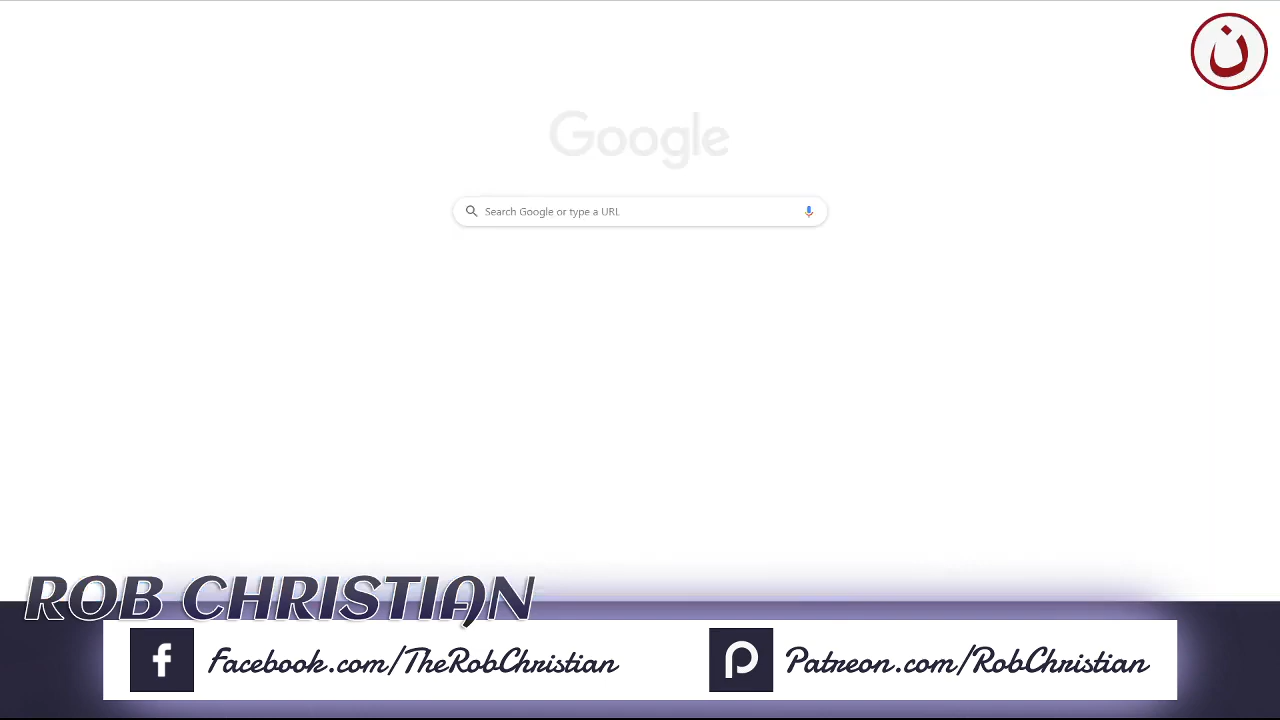 ن
Google
Search Google or type a URL
ROB CHRISTIAN
Facebook.com/TheRobChristian
Patreon.com/RobChristian